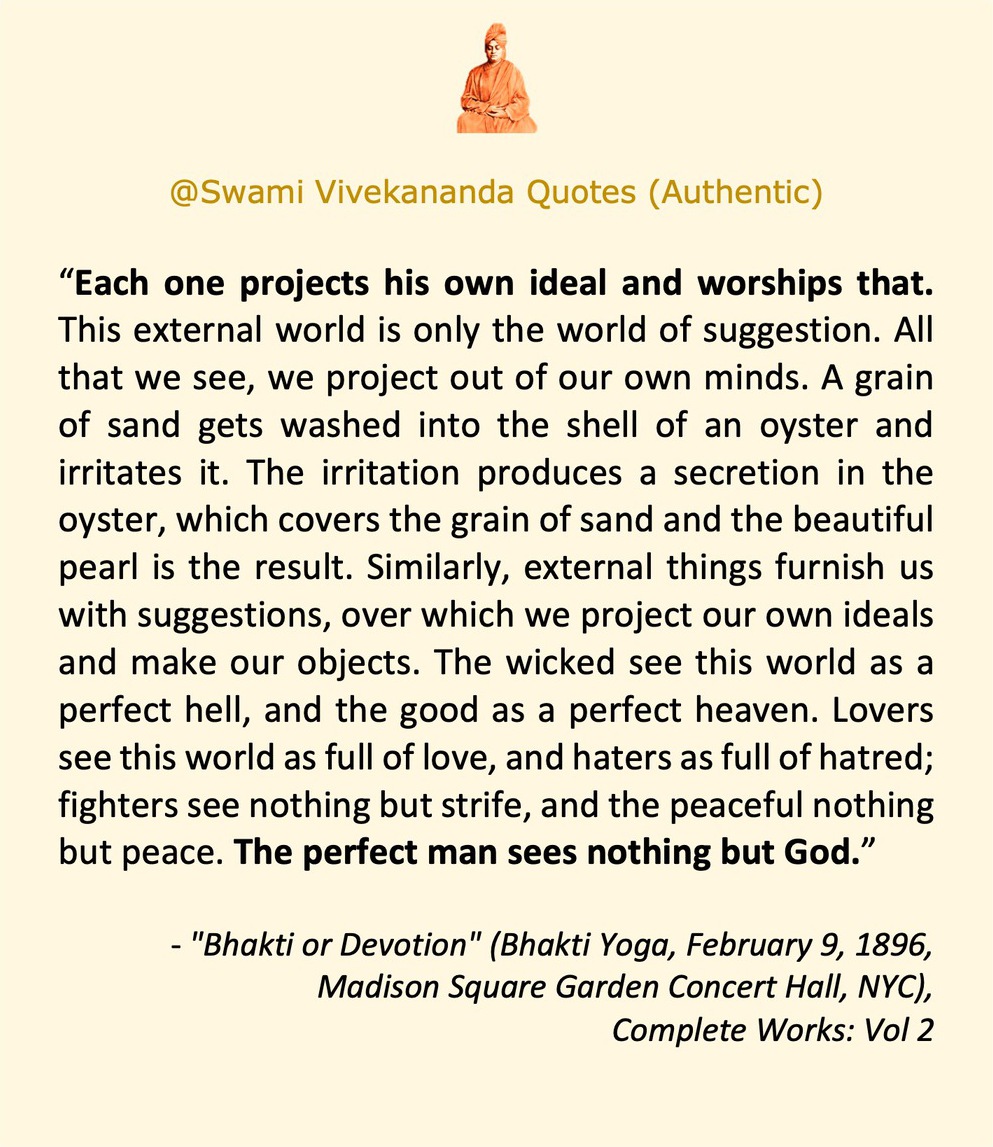 @Swami Vivekananda Quotes (Authentic)
“Each one projects his own ideal and worships that.
This external world is only the world of suggestion. All
that we see, we project out of our own minds. A grain
of sand gets washed into the shell of an oyster and
irritates it. The irritation produces a secretion in the
oyster, which covers the grain of sand and the beautiful
pearl is the result. Similarly, external things furnish us
with suggestions, over which we project our own ideals
and make our objects. The wicked see this world as a
perfect hell, and the good as a perfect heaven. Lovers
see this world as full of love, and haters as full of hatred;
fighters see nothing but strife, and the peaceful nothing
but peace. The perfect man sees nothing but God.”
- "Bhakti or Devotion" (Bhakti Yoga, February 9, 1896,
Madison Square Garden Concert Hall, NYC),
Complete Works: Vol 2